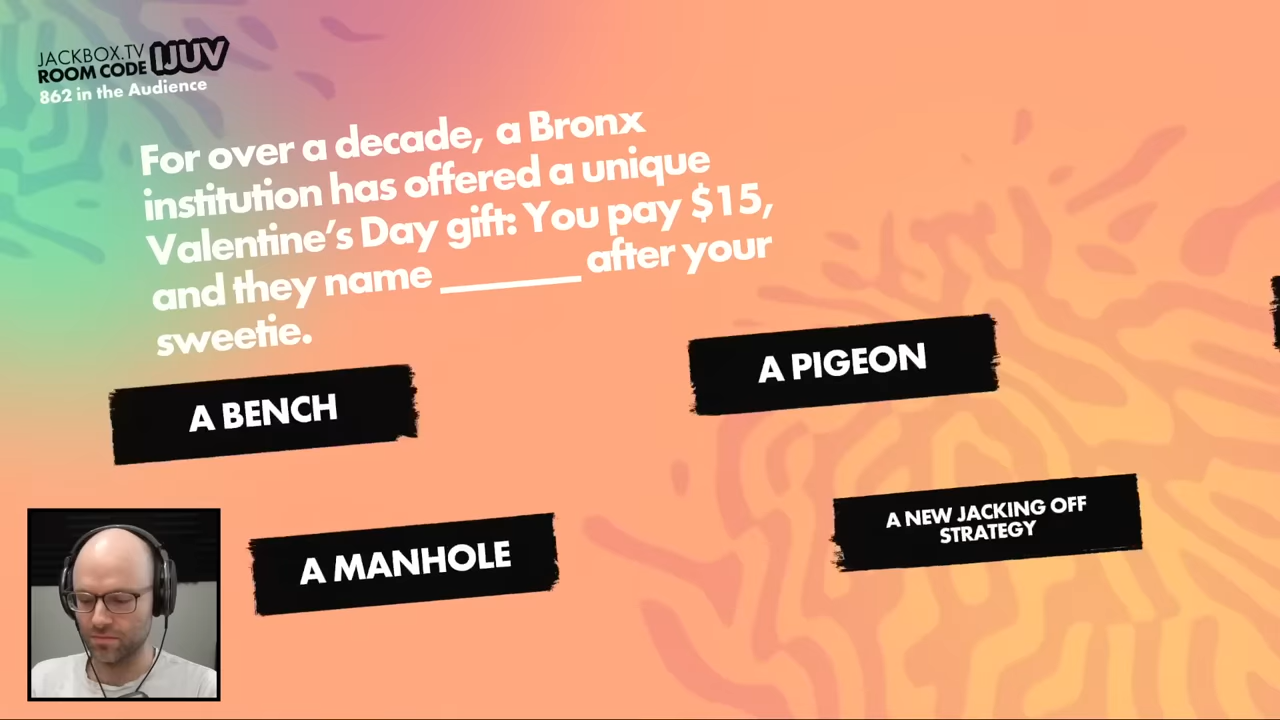 JACKBOX.TV
ROOM CODE IJUV
862 in the Audience
For over a decade, a Bronx
institution has offered a unique
Valentine's Day gift: You pay $15,
and they name _______ after your
sweetie.
A BENCH
A PIGEON
A MANHOLE
A NEW JACKING OFF
STRATEGY